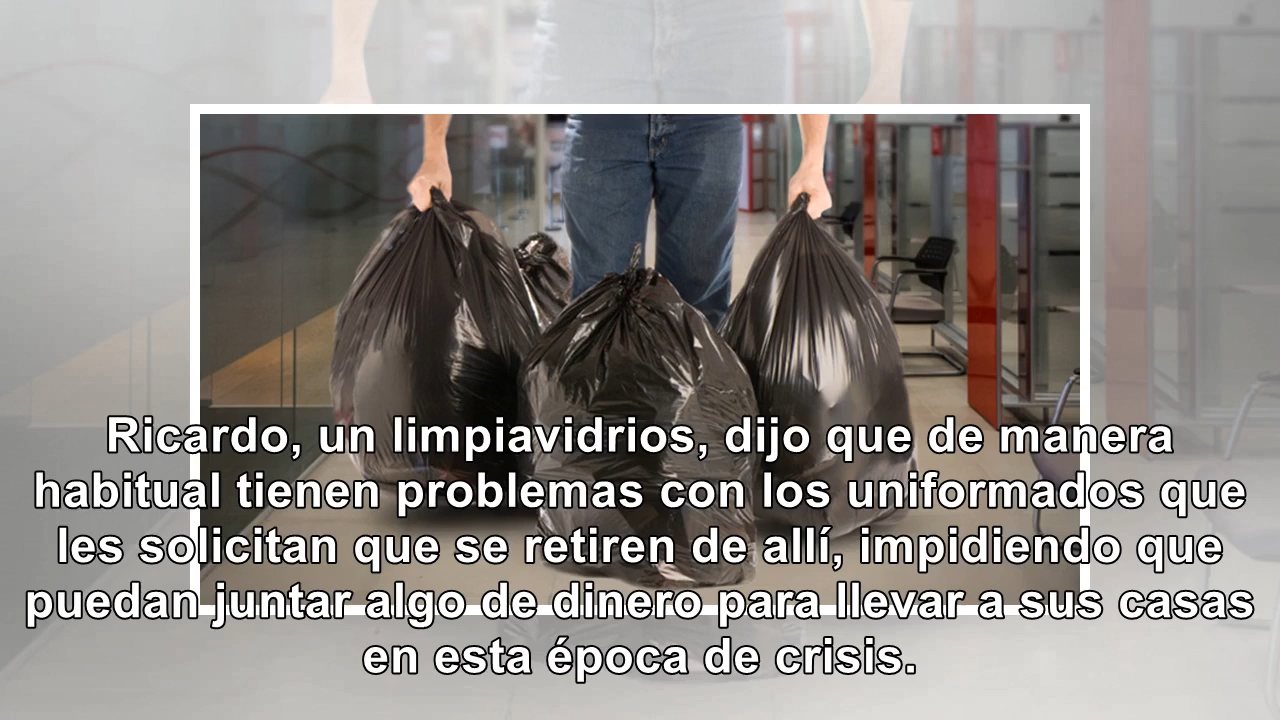 Ricardo, un limpiavidrios, dijo que de manera
habitual tienen problemas con los uniformados que
les solicitan que se retiren de allí, impidiendo que
puedan juntar algo de dinero para llevar a sus casas
en esta época de crisis.